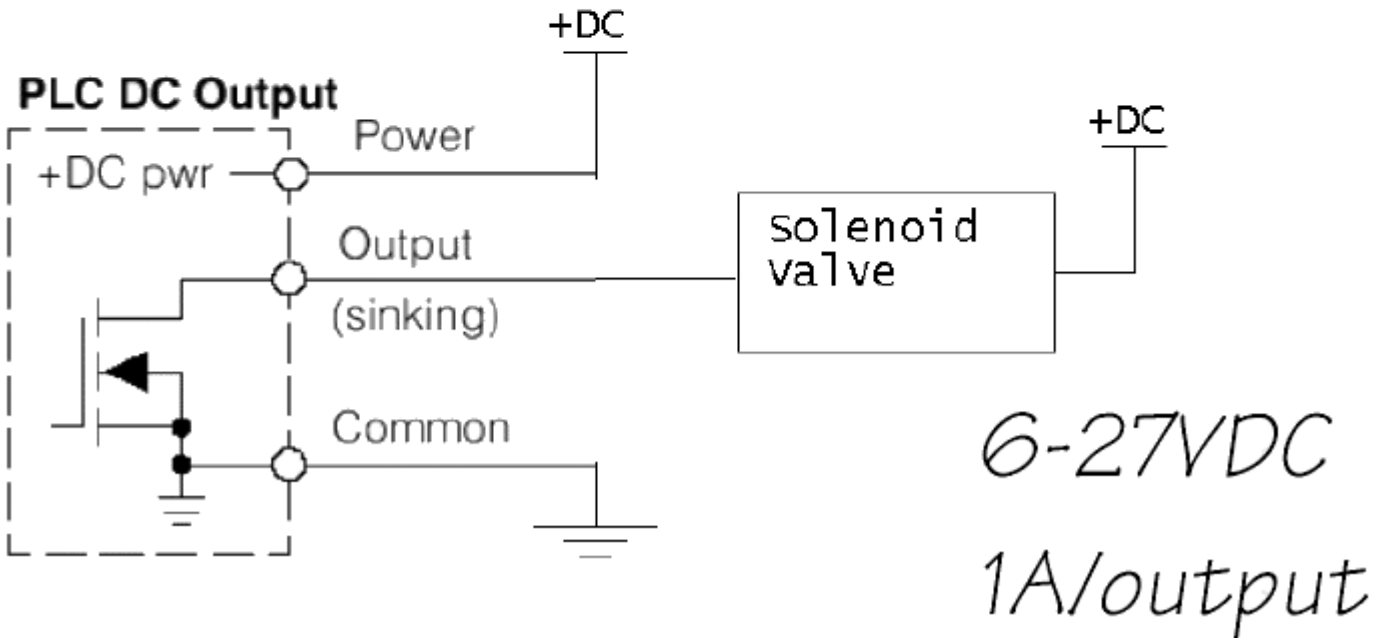 +DC
PLC DC Output
Power
+DC
+DC pwr
Output
Solenoid
Valve
(sinking)
Common
6-27VDC
1A/output